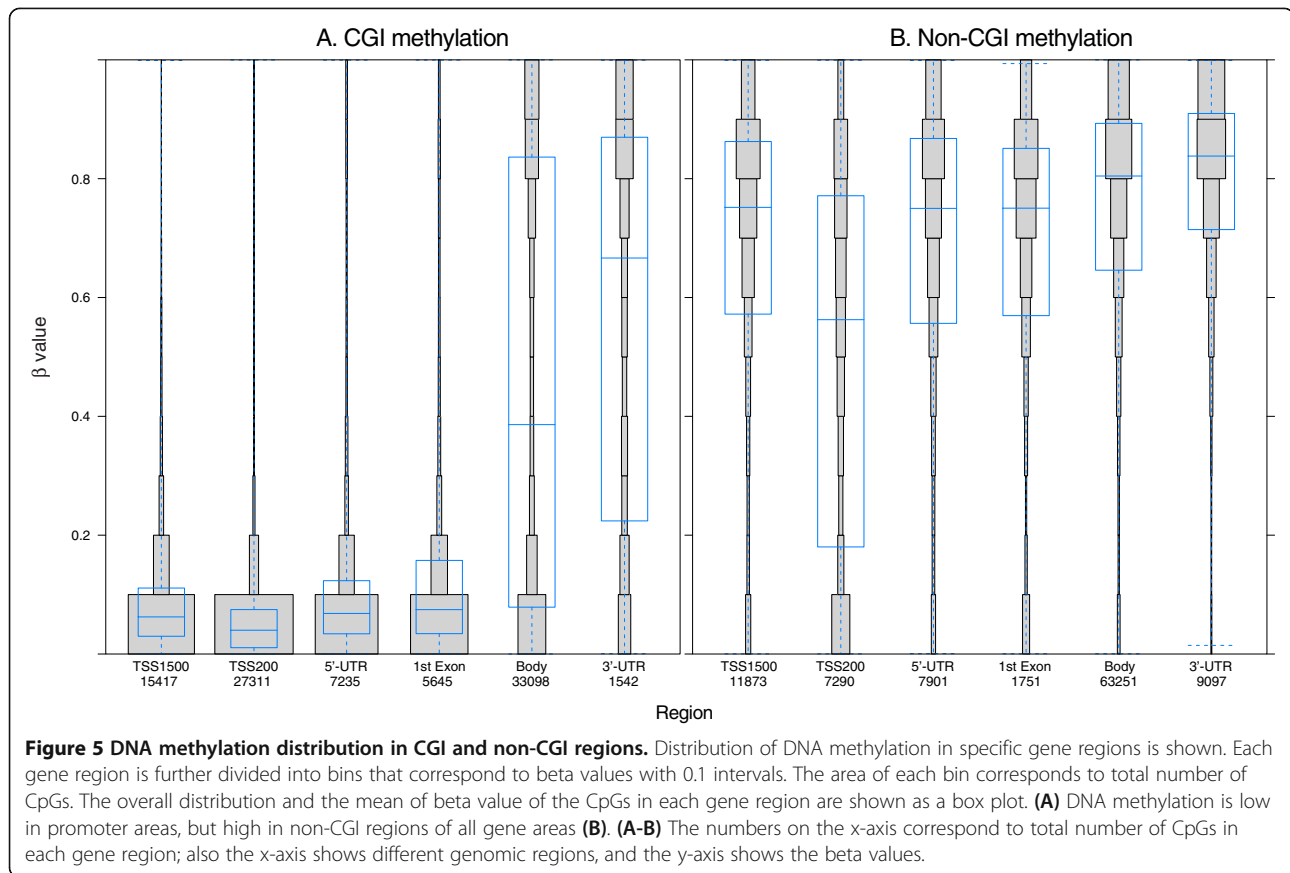 A. CGI methylation
B. Non-CGI methylation
β value
0.8
0.6
0.4
0.2
TSS1500 TSS200 5'-UTR 1st Exon Body 3'-UTR
15417 27311 7235 5645 33098 1542
TSS1500 TSS200 5'-UTR 1st Exon Body 3'-UTR
11873 7290 7901 1751 63251 9097
Region
Figure 5 DNA methylation distribution in CGI and non-CGI regions. Distribution of DNA methylation in specific gene regions is shown. Each
gene region is further divided into bins that correspond to beta values with 0.1 intervals. The area of each bin corresponds to total number of
CpGs. The overall distribution and the mean of beta value of the CpGs in each gene region are shown as a box plot. (A) DNA methylation is low
in promoter areas, but high in non-CGI regions of all gene areas (B). (A-B) The numbers on the x-axis correspond to total number of CpGs in
each gene region; also the x-axis shows different genomic regions, and the y-axis shows the beta values.